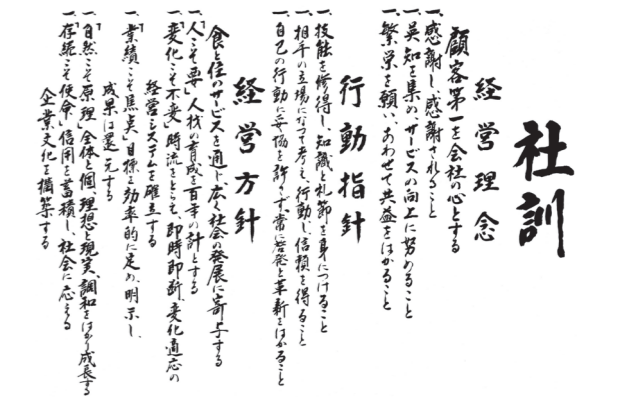 社訓
経営理念
顧客第一を会社の心とする
一、感謝し、感謝されること
一、英知を集め、サービスの向上に努めること
一、繁栄を願い、あわせて共益をはかること
行動指針
一、技能を修得し、知識と礼節を身につけること
一、相手の立場になって考え、行動し、信頼を得ること
一、自己の行動に妥協を許さず、常に啓発と革新をはかること
経営方針
食と住のサービスを通じ、広く社会の発展に寄与する
一、「人こそ要」人材の育成を百年の計とする
一、「変化こそ不変」時流をとらえ、即時即断、変化適応の
経営システムを確立する
一、「業績こそ焦点」目標を効率的に定め、明示し、
成果は還元する
一、「自然こそ原理」全体と個、理想と現実、調和をはかり成長する
一、「存続こそ使命」信用を蓄積し、社会に応える
企業文化を構築する